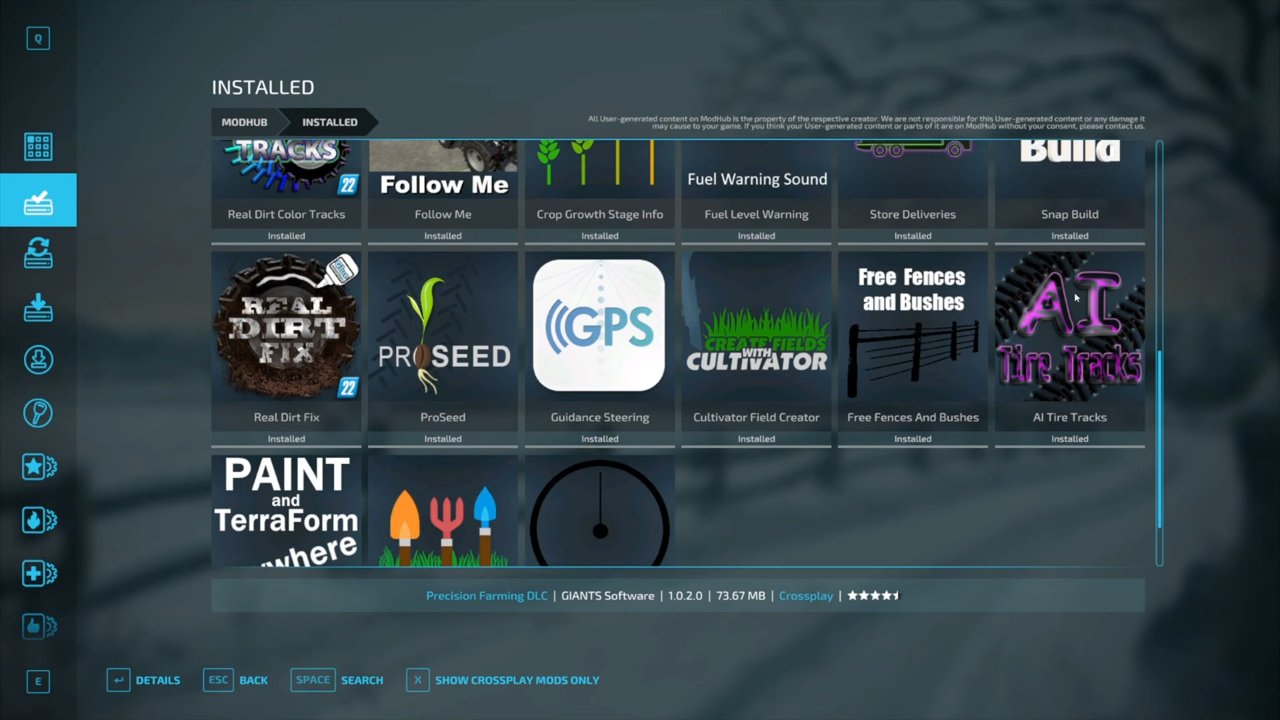 Q
INSTALLED
MODHUB
INSTALLED
All User-generated content on ModHub is the property of the respective creator. We are not responsible for this User-generated content or any damage it
may cause to your game. If you think your User-generated content or parts of it are on ModHub without your consent, please contact us.
TRACKS
22
Follow Me
Fuel Warning Sound
Build
Real Dirt Color Tracks
Follow Me
Crop Growth Stage Info
Fuel Level Warning
Store Deliveries
Snap Build
Installed
Installed
Installed
Installed
Installed
Installed
REAL
DIRT
FIX
22
PROSEED
GPS
CREATE FIELDS
WITH
CULTIVATOR
Free Fences
and Bushes
AI
Tire Tracks
Real Dirt Fix
ProSeed
Guidance Steering
Cultivator Field Creator
Free Fences And Bushes
AI Tire Tracks
Installed
Installed
Installed
Installed
Installed
Installed
PAINT
and
TerraForm
where
Precision Farming DLC | GIANTS Software | 1.0.2.0 | 73.67 MB | Crossplay |
E
DETAILS
ESC BACK
SPACE SEARCH
X SHOW CROSSPLAY MODS ONLY